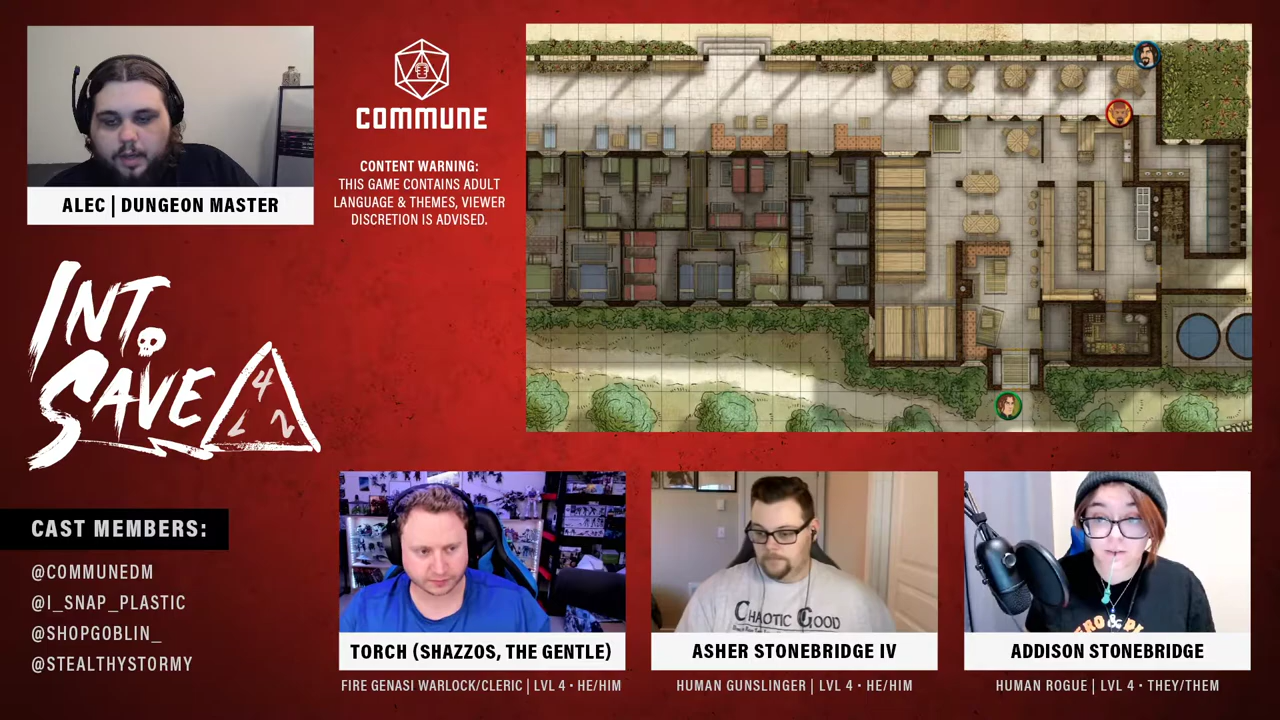 ALEC | DUNGEON MASTER
COMMUNE
CONTENT WARNING:
THIS GAME CONTAINS ADULT
LANGUAGE & THEMES, VIEWER
DISCRETION IS ADVISED.
INT.
SAVE
4
2
CAST MEMBERS:
@COMMUNEDM
@I_SNAP_PLASTIC
@SHOPGOBLIN_
@STEALTHYSTORMY
CHAOTIC GOOD
TORCH (SHAZZOS, THE GENTLE)
FIRE GENASI WARLOCK/CLERIC | LVL 4 • HE/HIM
ASHER STONEBRIDGE IV
HUMAN GUNSLINGER | LVL 4 • HE/HIM
ADDISON STONEBRIDGE
HUMAN ROGUE | LVL 4 • THEY/THEM